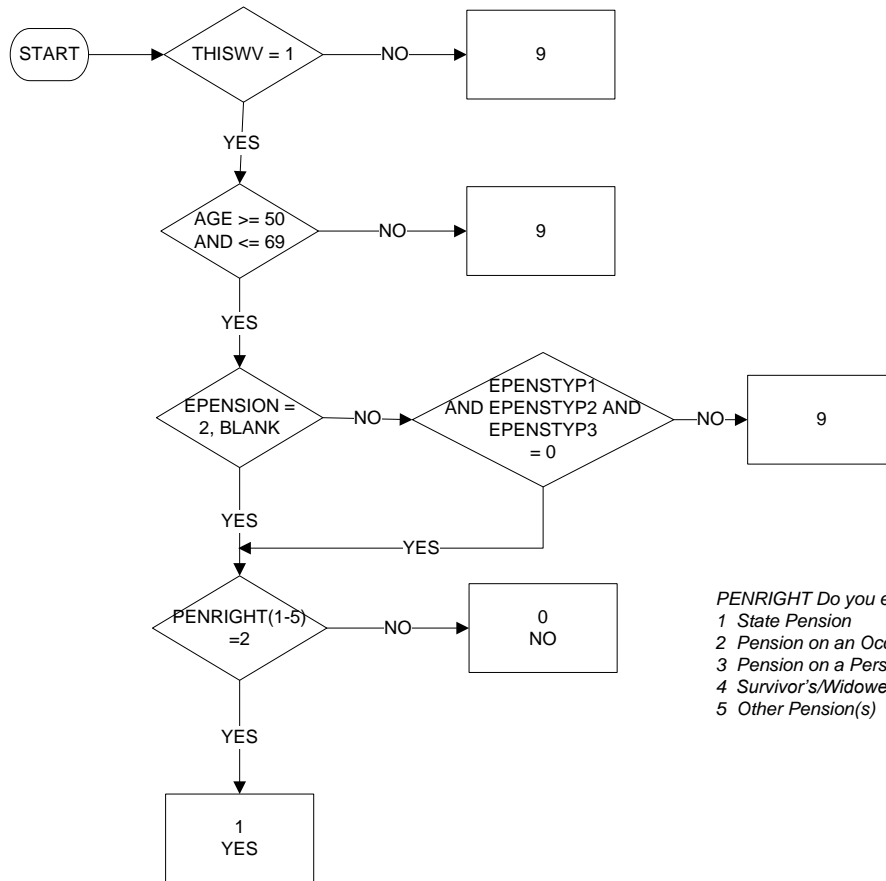 START
THISWV = 1
NO
9
YES
AGE >= 50
AND <= 69
NO
9
YES
EPENSION =
2, BLANK
NO
EPENSTYP1
AND EPENSTYP2 AND
EPENSTYP3
= 0
NO
9
YES
YES
PENRIGHT(1-5)
=2
NO
0
NO
YES
1
YES
PENRIGHT Do you e
1 State Pension
2 Pension on an Occ
3 Pension on a Pers
4 Survivor's/Widowe
5 Other Pension(s)